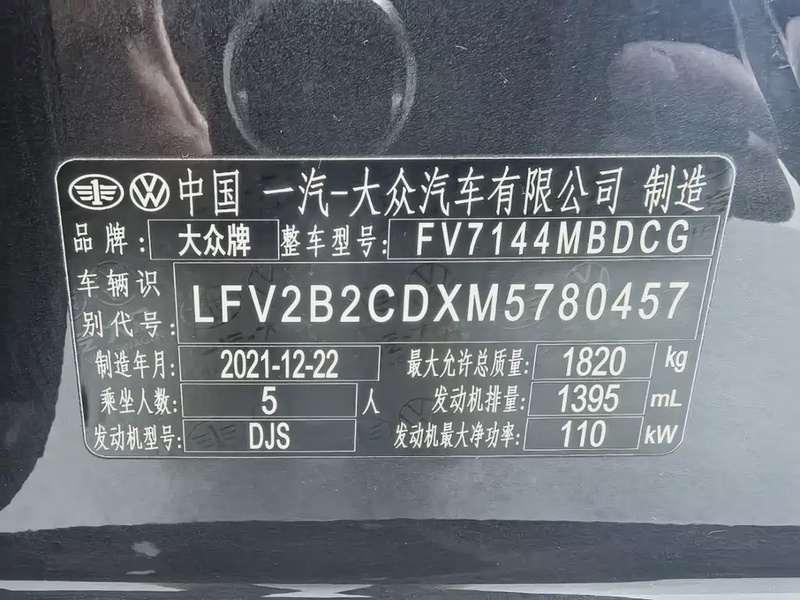 中国 一汽-大众汽车有限公司 制造
品牌: 大众牌 整车型号: FV7144MBDCG
车辆识别代号: LFV2B2CDXM5780457
制造年月: 2021-12-22 最大允许总质量: 1820 kg
乘坐人数: 5 人 发动机排量: 1395 mL
发动机型号: DJS 发动机最大净功率: 110 kW